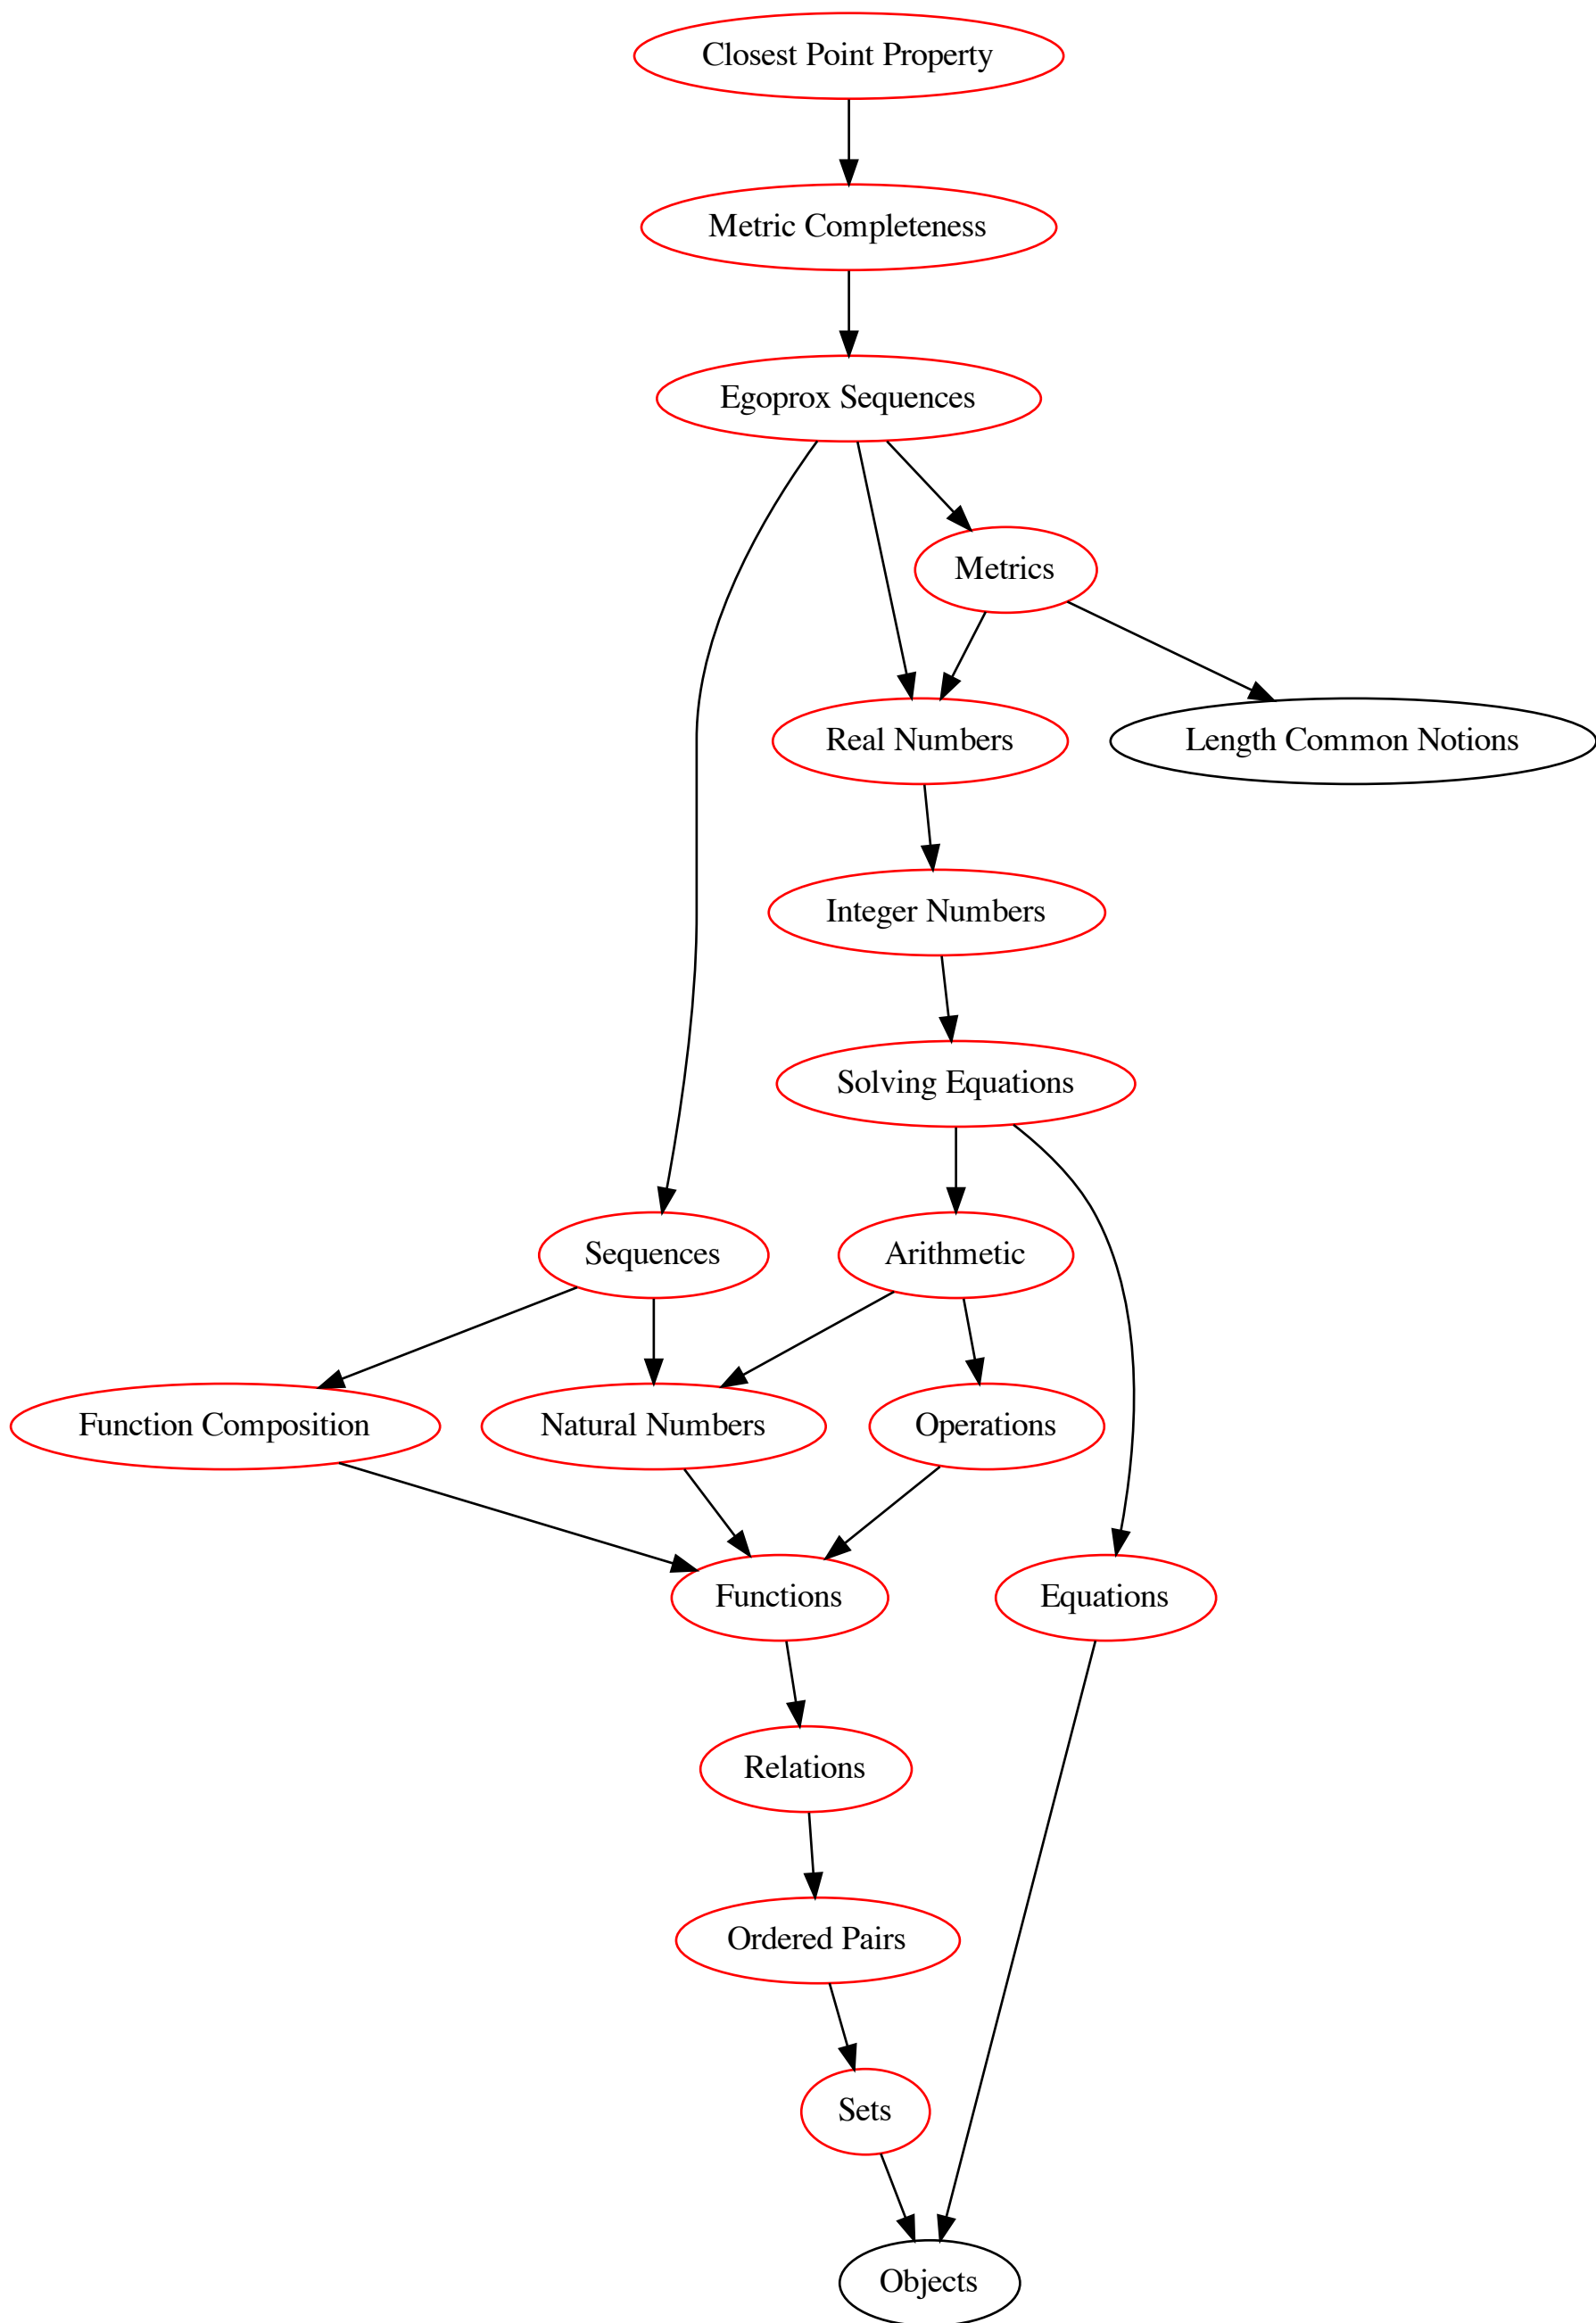 Closest Point Property
Metric Completeness
Egoprox Sequences
Metrics
Real Numbers
Length Common Notions
Integer Numbers
Solving Equations
Sequences
Arithmetic
Function Composition
Natural Numbers
Operations
Functions
Equations
Relations
Ordered Pairs
Sets
Objects